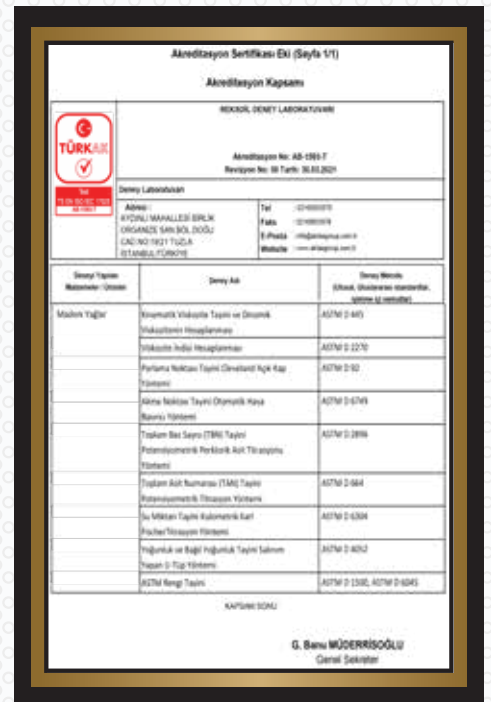 Akreditasyon Sertifikası Eki (Sayfa 1/1)
Akreditasyon Kapsamı
TÜRKAK
Test
AB-1593-T
DENEY LABORATUVARI
Akreditasyon No: AB-1593-T
Revizyon No: 00 Tarih: 30.03.2021
Deney Laboratuvarı
Adresi :
AYDINLI MAHALLESİ BİRLİK
ORGANİZE SAN.BÖL.DOĞU
CAD.NO:19/21 TUZLA
İSTANBUL/TÜRKİYE
Tel
Faks
E-Posta
Website
Deneyi Yapılan
Malzemeler / Ürünler
Deney Adı
Deney Metodu
(Ulusal, Uluslararası standartlar,
işletme içi metotlar)
Madeni Yağlar
Kinematik Viskozite Tayini ve Dinamik
Viskozitenin Hesaplanması
ASTM D 445
Viskozite İndisi Hesaplanması
ASTM D 2270
Parlama Noktası Tayini Cleveland Açık Kap
Yöntemi
ASTM D 92
Akma Noktası Tayini Otomatik Hava
Basıncı Yöntemi
ASTM D 6749
Toplam Baz Sayısı (TBN) Tayini
Potansiyometrik Perklorik Asit Titrasyonu
Yöntemi
ASTM D 2896
Toplam Asit Numarası (TAN) Tayini
Potansiyometrik Titrasyon Yöntemi
ASTM D 664
Su Miktarı Tayini Kulometrik Karl
Fischer Titrasyon Yöntemi
ASTM D 6304
Yoğunluk ve Bağıl Yoğunluk Tayini Salınım
Yapan U-Tüp Yöntemi
ASTM D 4052
ASTM Rengi Tayini
ASTM D 1500, ASTM D 6045
KAPSAM SONU
G. Banu MÜDERRİSOĞLU
Genel Sekreter